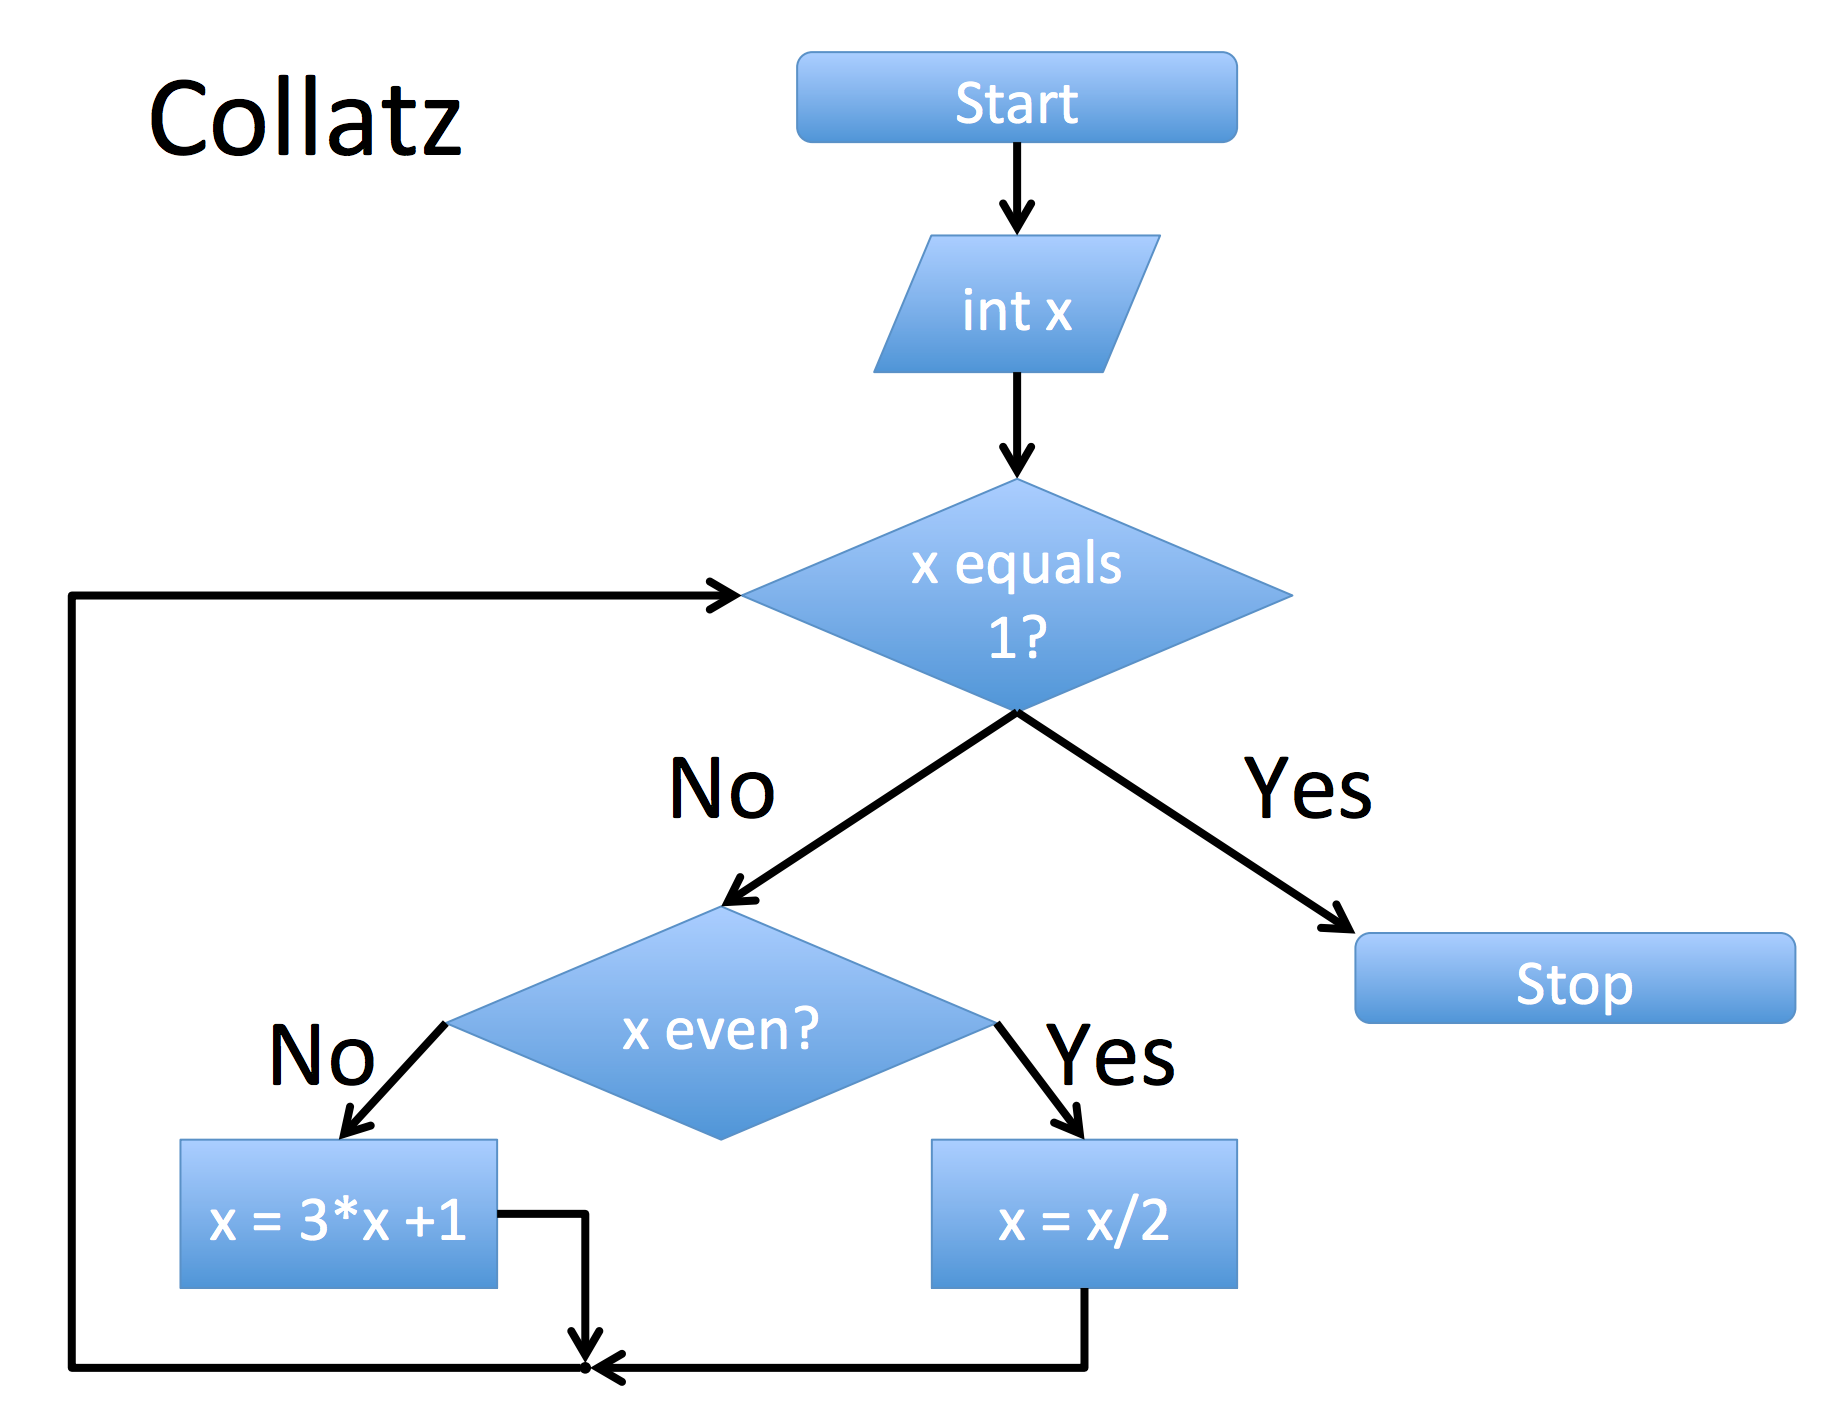 Collatz
Start
int x
x equals
1?
No
Yes
x even?
Stop
No
Yes
x = 3*x +1
x = x/2